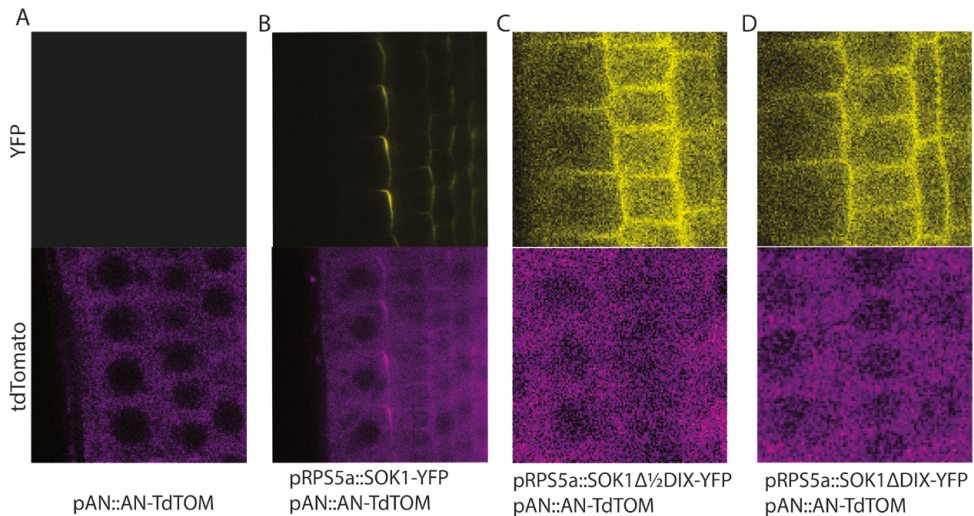 A
B
C
D
YFP
tdTomato
pAN::AN-TdTOM
pRPS5a::SOK1-YFP
pAN::AN-TdTOM
pRPS5a::SOK1Δ½DIX-YFP
pAN::AN-TdTOM
pRPS5a::SOK1ΔDIX-YFP
pAN::AN-TdTOM